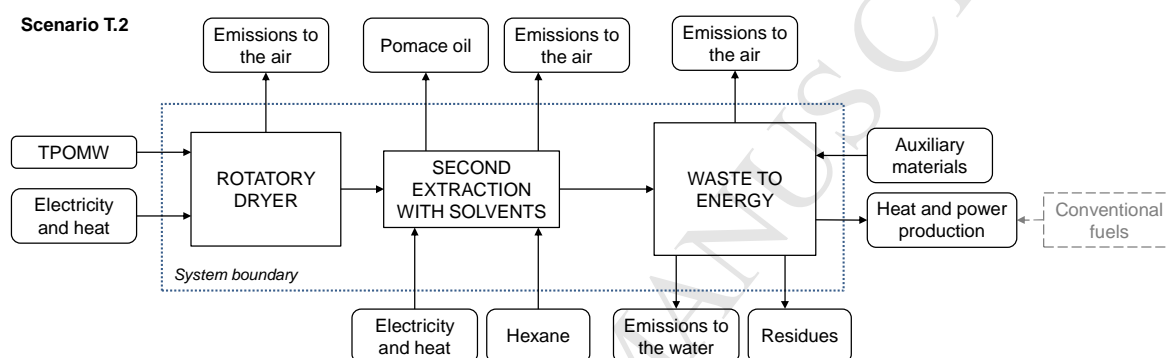 Scenario T.2
Emissions to
the air
Pomace oil
Emissions to
the air
Emissions to
the air
TPOMW
Electricity
and heat
ROTATORY
DRYER
SECOND
EXTRACTION
WITH SOLVENTS
WASTE TO
ENERGY
Auxiliary
materials
Heat and power
production
Conventional
fuels
System boundary
Electricity
and heat
Hexane
Emissions to
the water
Residues
MANUSC